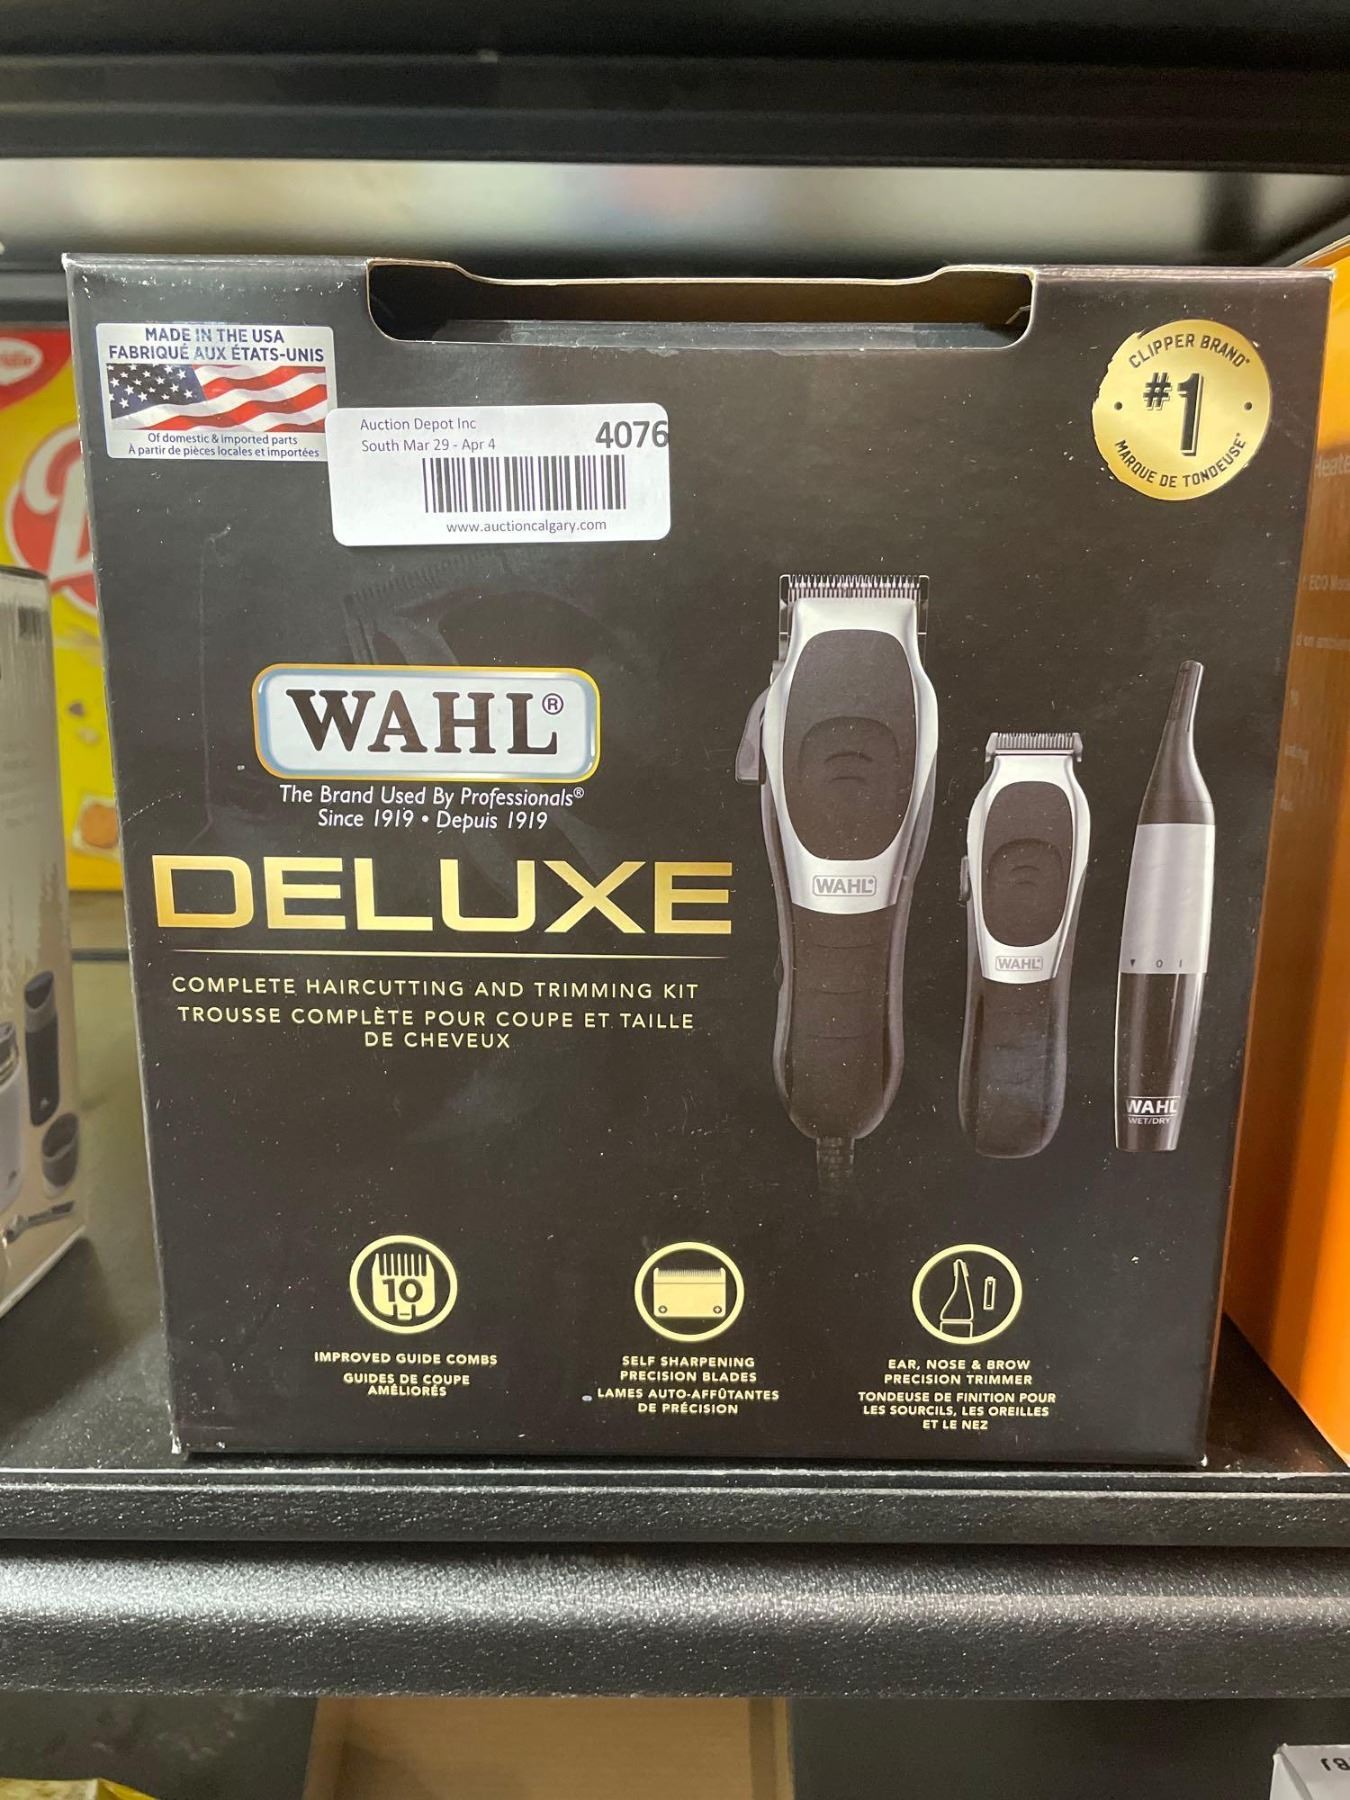 MADE IN THE USA
FABRIQUÉ AUX ÉTATS-UNIS
Of domestic & imported parts
À partir de pièces locales et importées
Auction Depot Inc
4076
South Mar 29 - Apr 4
www.auctioncalgary.com
CLIPPER BRAND*
#1
MARQUE DE TONDEUSE*
WAHL®
The Brand Used By Professionals®
Since 1919 • Depuis 1919
DELUXE
COMPLETE HAIRCUTTING AND TRIMMING KIT
TROUSSE COMPLÈTE POUR COUPE ET TAILLE
DE CHEVEUX
WAHL
WAHL
WAHL
WET/DRY
10
IMPROVED GUIDE COMBS
GUIDES DE COUPE
AMÉLIORÉS
SELF SHARPENING
PRECISION BLADES
LAMES AUTO-AFFÛTANTES
DE PRÉCISION
EAR, NOSE & BROW
PRECISION TRIMMER
TONDEUSE DE FINITION POUR
LES SOURCILS, LES OREILLES
ET LE NEZ